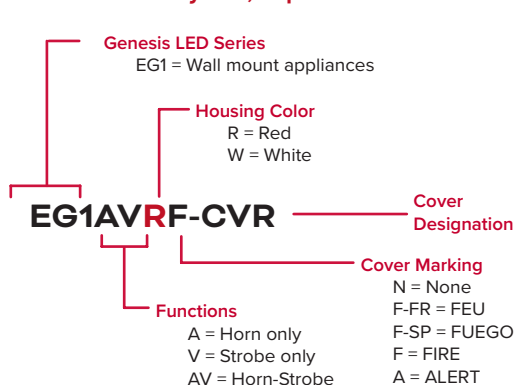 Genesis LED Series
EG1 = Wall mount appliances
Housing Color
R = Red
W = White
EG1AVRF-CVR
Cover
Designation
Cover Marking
N = None
F-FR = FEU
F-SP = FUEGO
F = FIRE
A = ALERT
Functions
A = Horn only
V = Strobe only
AV = Horn-Strobe